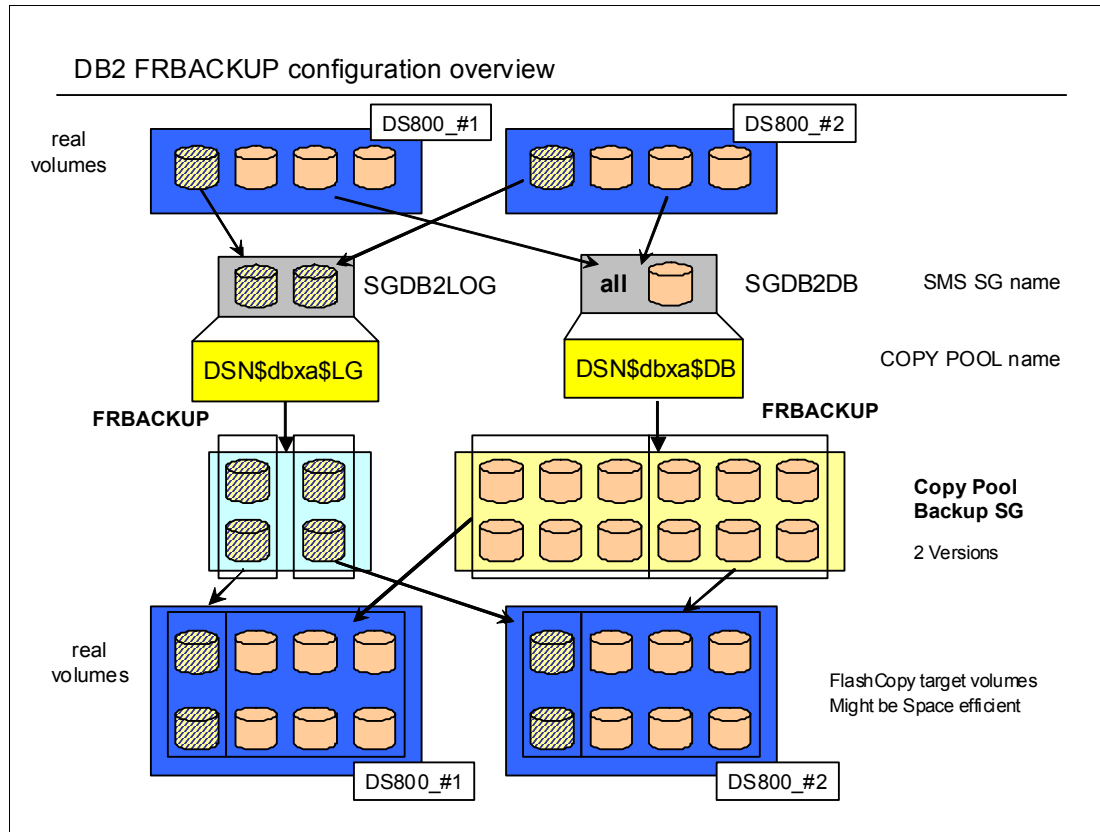 DB2 FRBACKUP configuration overview
DS800_#1
DS800_#2
real
volumes
SGDB2LOG
all
SGDB2DB
SMS SG name
DSN$dbxa$LG
DSN$dbxa$DB
COPY POOL name
FRBACKUP
FRBACKUP
Copy Pool
Backup SG
2 Versions
real
volumes
FlashCopy target volumes
Might be Space efficient
DS800_#1
DS800_#2